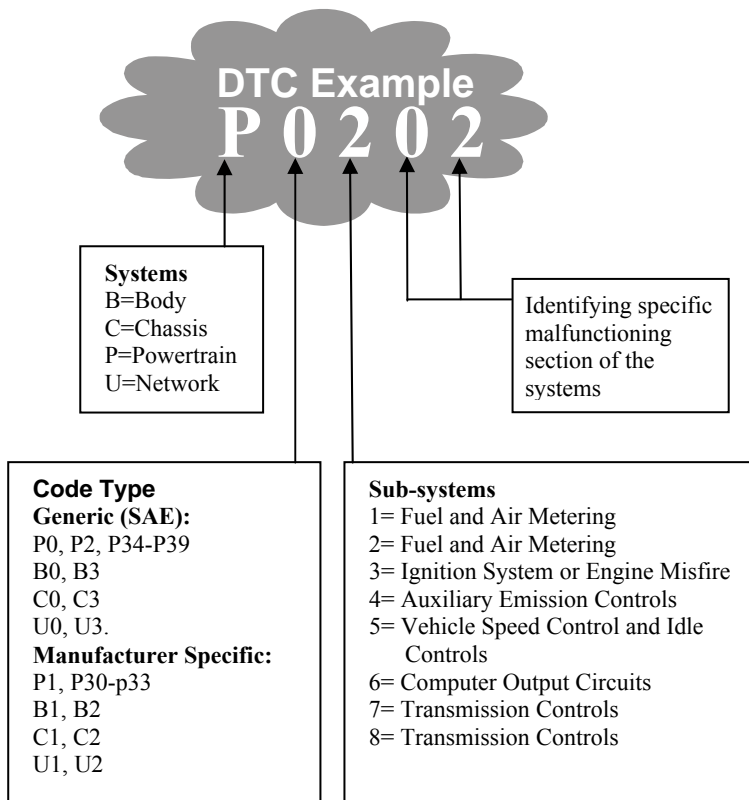 DTC Example
P 0 2 0 2
Systems
B=Body
C=Chassis
P=Powertrain
U=Network
Identifying specific
malfunctioning
section of the
systems
Code Type
Generic (SAE):
P0, P2, P34-P39
B0, B3
C0, C3
U0, U3.
Manufacturer Specific:
P1, P30-p33
B1, B2
C1, C2
U1, U2
Sub-systems
1= Fuel and Air Metering
2= Fuel and Air Metering
3= Ignition System or Engine Misfire
4= Auxiliary Emission Controls
5= Vehicle Speed Control and Idle
Controls
6= Computer Output Circuits
7= Transmission Controls
8= Transmission Controls